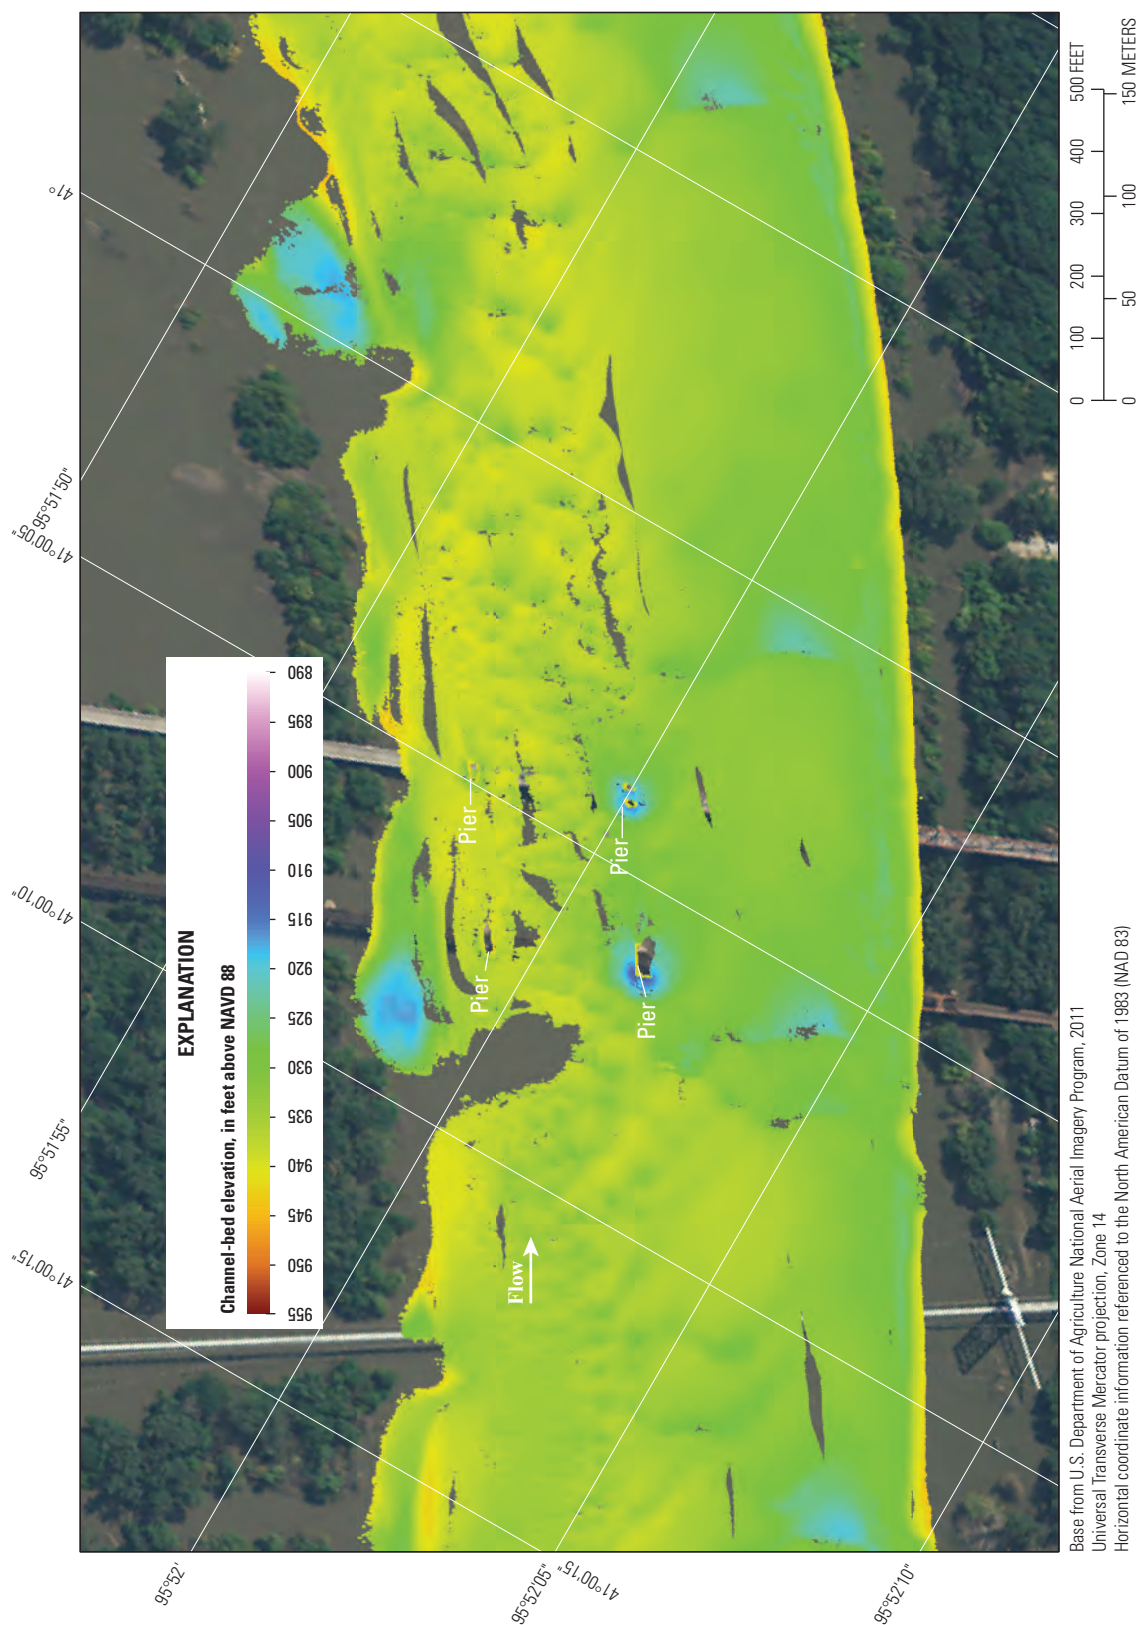 EXPLANATION
Channel-bed elevation, in feet above NAVD 88
955
950
945
940
935
930
925
920
915
910
905
900
895
890
41°
95°51'50"
41°00'05"
41°00'10"
95°51'55"
41°00'15"
95°52'
95°52'05"
41°00'15"
95°52'10"
Pier
Pier
Pier
Pier
Flow
Base from U.S. Department of Agriculture National Aerial Imagery Program, 2011
Universal Transverse Mercator projection, Zone 14
Horizontal coordinate information referenced to the North American Datum of 1983 (NAD 83)
0 100 200 300 400 500 FEET
0 50 100 150 METERS